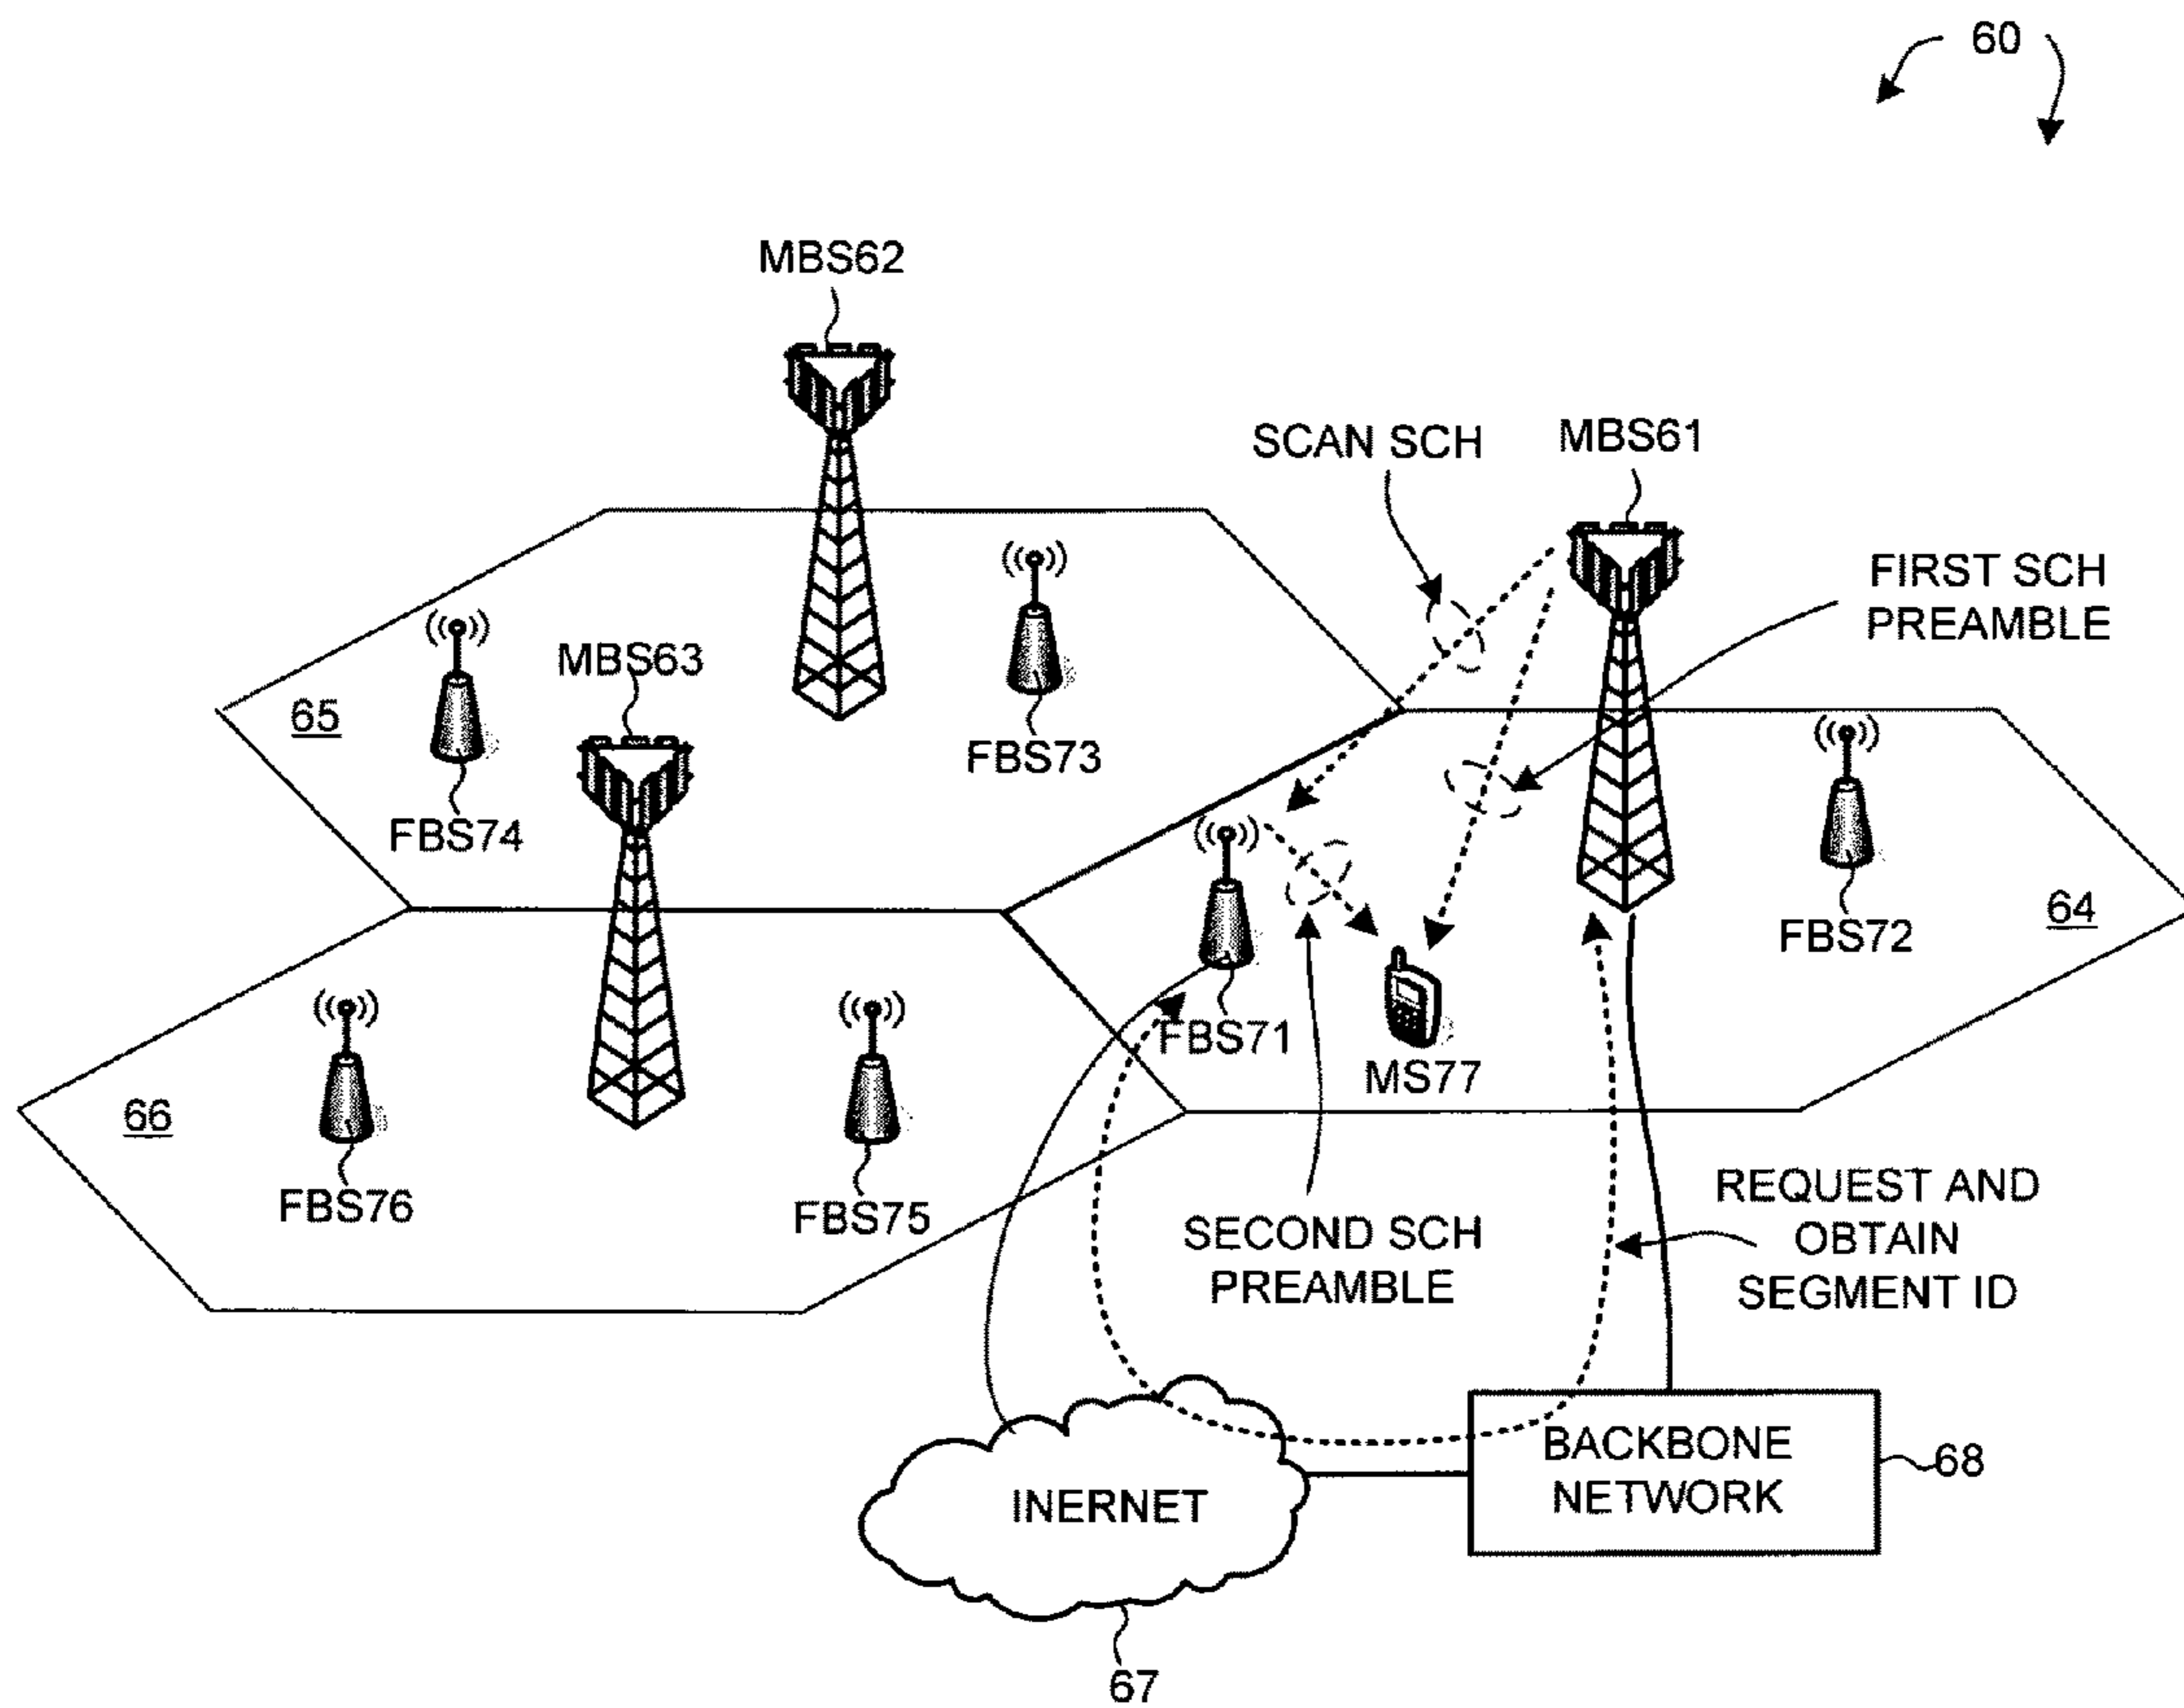 60
MBS62
SCAN SCH
MBS61
FIRST SCH
PREAMBLE
MBS63
65
FBS73
FBS74
FBS72
64
FBS71
MS77
66
FBS76
FBS75
SECOND SCH
PREAMBLE
REQUEST AND
OBTAIN
SEGMENT ID
INERNET
BACKBONE
NETWORK
68
67